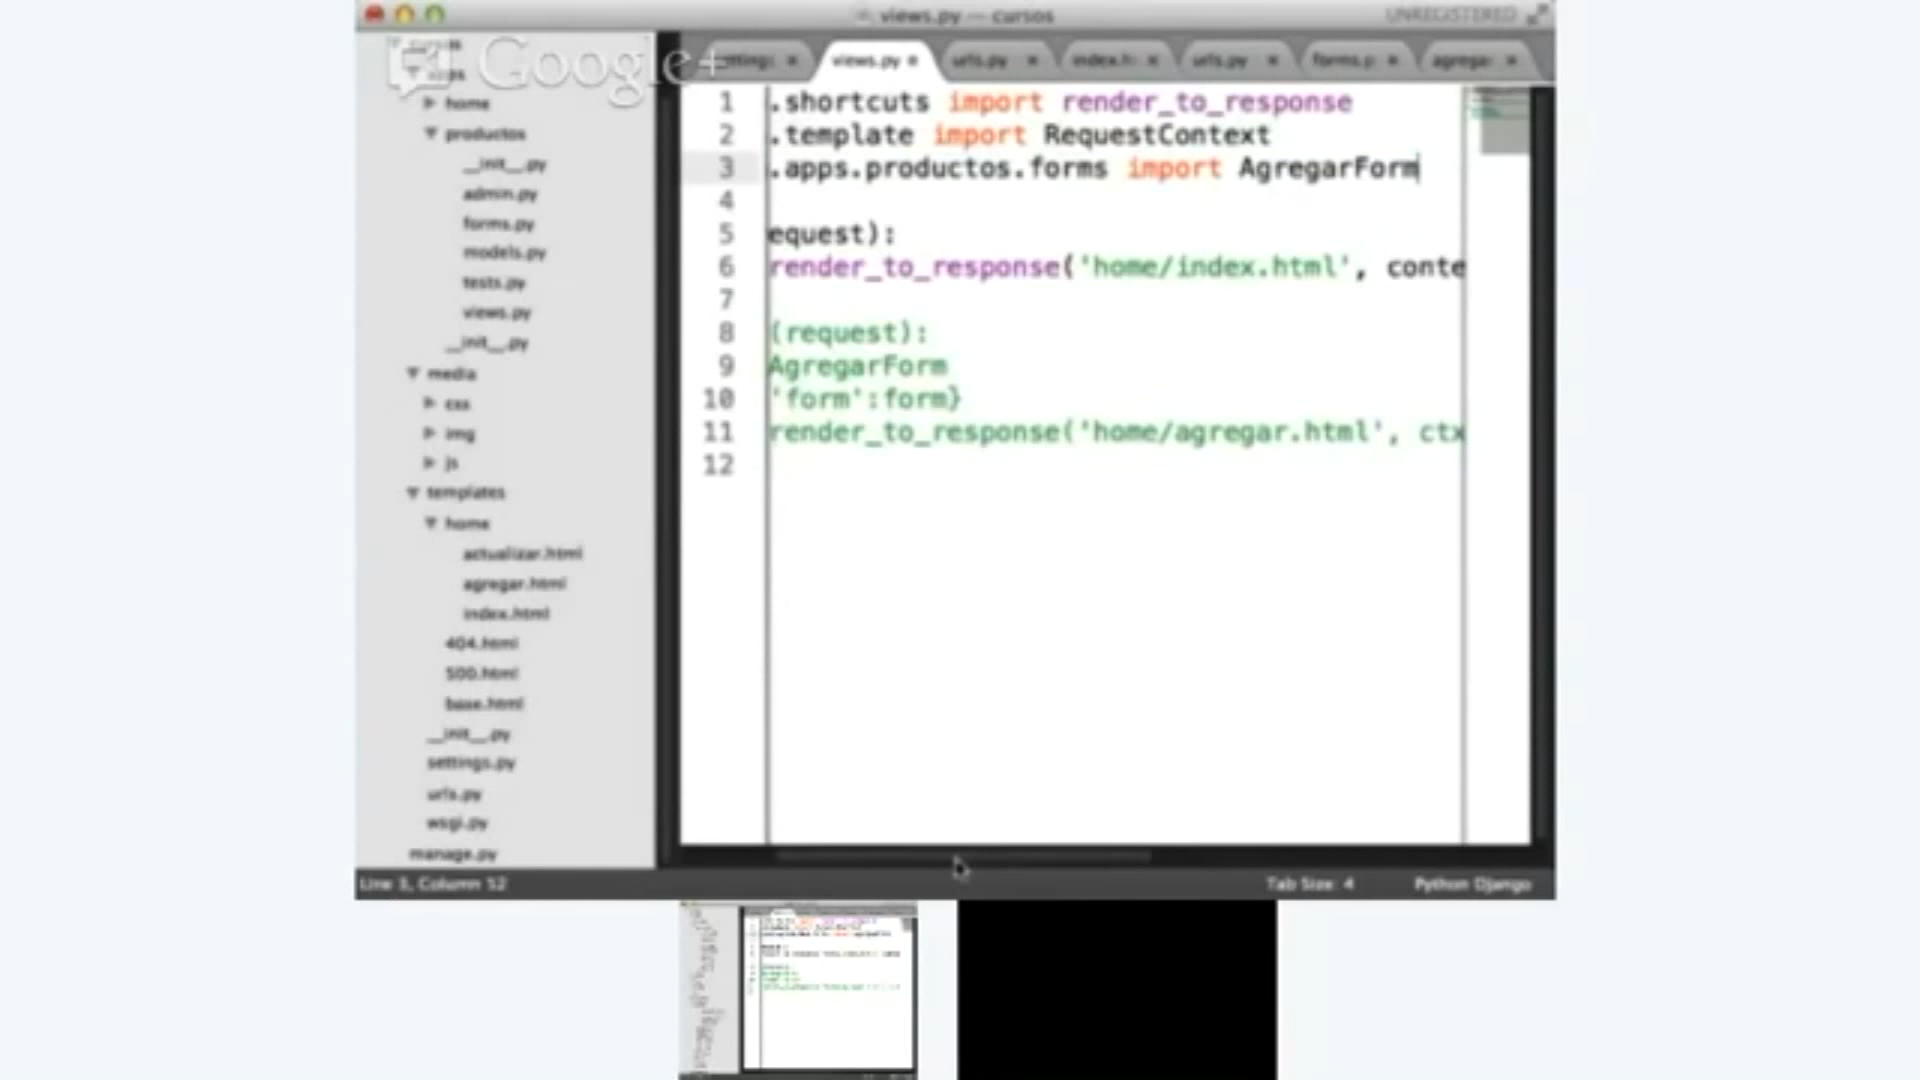 views.py — cursos
UNREGISTERED
Google+
views.py
urls.py
index.h
urls.py
forms.p
agrega
home
productos
__init__.py
admin.py
forms.py
models.py
tests.py
views.py
__init__.py
media
css
img
js
templates
home
actualizar.html
agregar.html
index.html
404.html
500.html
base.html
__init__.py
settings.py
urls.py
wsgi.py
manage.py
1 .shortcuts import render_to_response
2 .template import RequestContext
3 .apps.productos.forms import AgregarForm
4
5 equest):
6 render_to_response('home/index.html', conte
7
8 (request):
9 AgregarForm
10 'form':form}
11 render_to_response('home/agregar.html', ctx
12
Line 3, Column 52
Tab Size: 4
Python Django